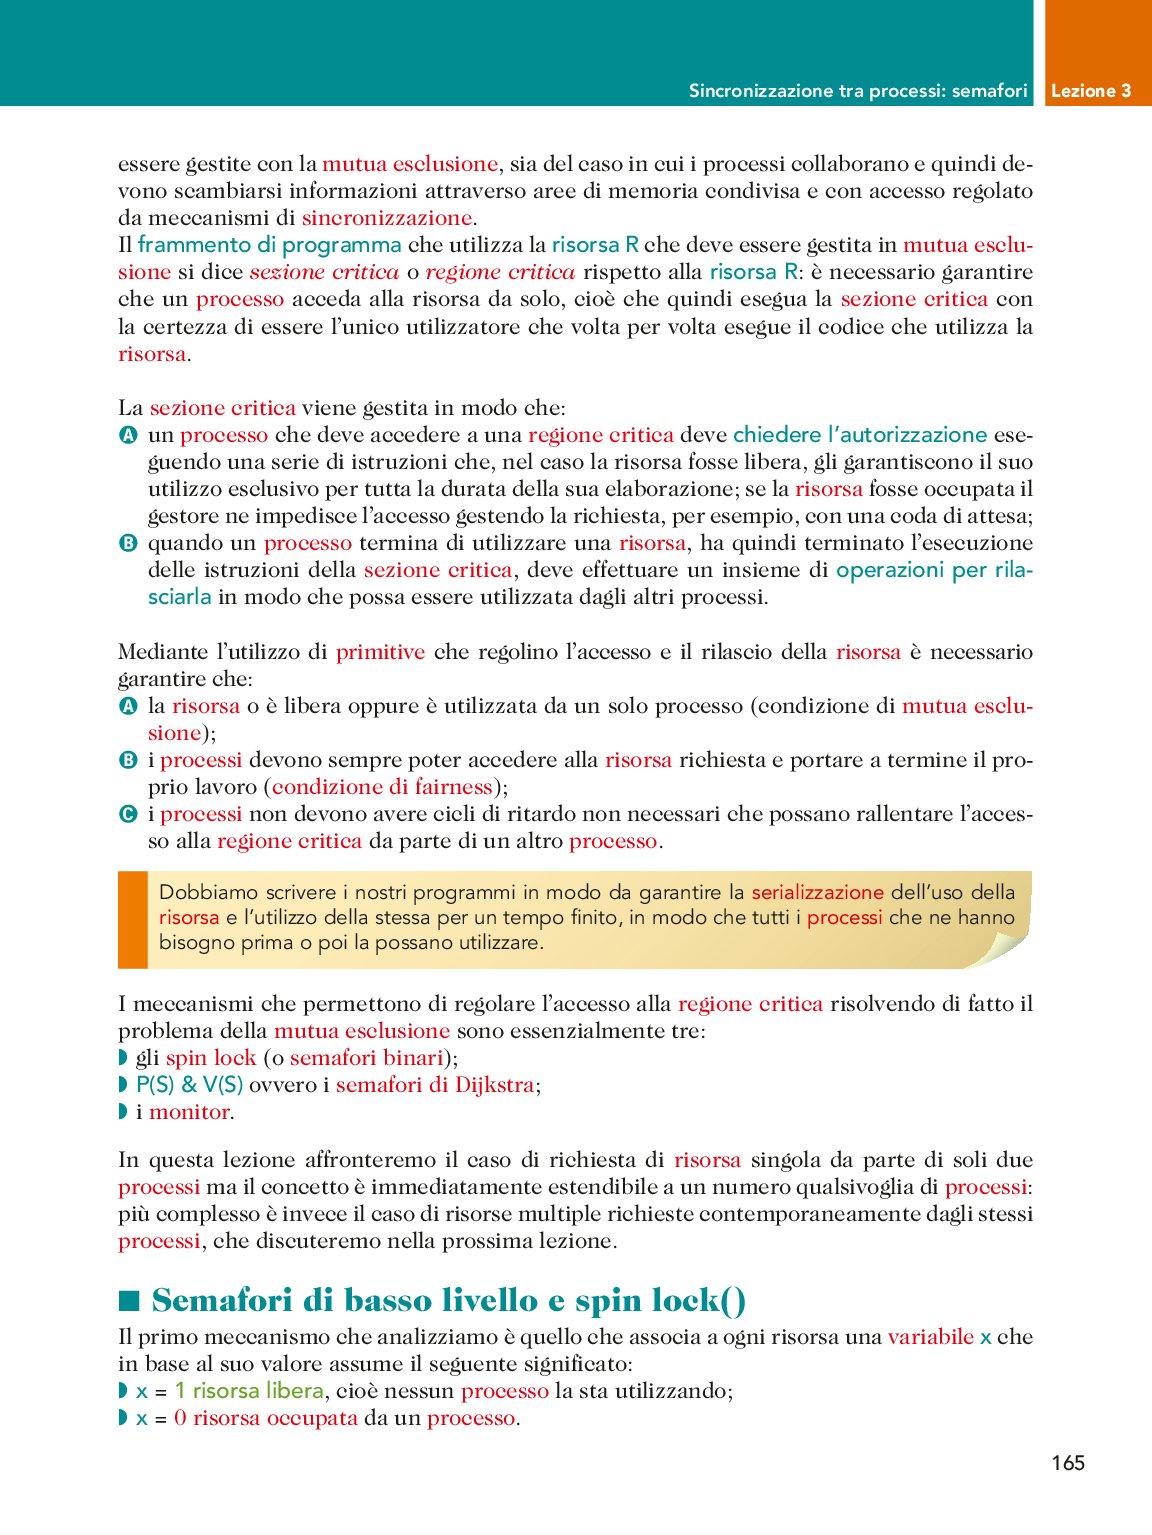 Sincronizzazione tra processi: semafori Lezione 3
essere gestite con la mutua esclusione, sia del caso in cui i processi collaborano e quindi de-
vono scambiarsi informazioni attraverso aree di memoria condivisa e con accesso regolato
da meccanismi di sincronizzazione.
Il frammento di programma che utilizza la risorsa R che deve essere gestita in mutua esclu-
sione si dice sezione critica o regione critica rispetto alla risorsa R: è necessario garantire
che un processo acceda alla risorsa da solo, cioè che quindi esegua la sezione critica con
la certezza di essere l'unico utilizzatore che volta per volta esegue il codice che utilizza la
risorsa.
La sezione critica viene gestita in modo che:
A un processo che deve accedere a una regione critica deve chiedere l'autorizzazione ese-
guendo una serie di istruzioni che, nel caso la risorsa fosse libera, gli garantiscono il suo
utilizzo esclusivo per tutta la durata della sua elaborazione; se la risorsa fosse occupata il
gestore ne impedisce l'accesso gestendo la richiesta, per esempio, con una coda di attesa;
B quando un processo termina di utilizzare una risorsa, ha quindi terminato l'esecuzione
delle istruzioni della sezione critica, deve effettuare un insieme di operazioni per rila-
sciarla in modo che possa essere utilizzata dagli altri processi.
Mediante l'utilizzo di primitive che regolino l'accesso e il rilascio della risorsa è necessario
garantire che:
A la risorsa o è libera oppure è utilizzata da un solo processo (condizione di mutua esclu-
sione);
B i processi devono sempre poter accedere alla risorsa richiesta e portare a termine il pro-
prio lavoro (condizione di fairness);
C i processi non devono avere cicli di ritardo non necessari che possano rallentare l'acces-
so alla regione critica da parte di un altro processo.
Dobbiamo scrivere i nostri programmi in modo da garantire la serializzazione dell'uso della
risorsa e l'utilizzo della stessa per un tempo finito, in modo che tutti i processi che ne hanno
bisogno prima o poi la possano utilizzare.
I meccanismi che permettono di regolare l'accesso alla regione critica risolvendo di fatto il
problema della mutua esclusione sono essenzialmente tre:
◗ gli spin lock (o semafori binari);
◗ P(S) & V(S) ovvero i semafori di Dijkstra;
◗ i monitor.
In questa lezione affronteremo il caso di richiesta di risorsa singola da parte di soli due
processi ma il concetto è immediatamente estendibile a un numero qualsivoglia di processi:
più complesso è invece il caso di risorse multiple richieste contemporaneamente dagli stessi
processi, che discuteremo nella prossima lezione.
■ Semafori di basso livello e spin lock()
Il primo meccanismo che analizziamo è quello che associa a ogni risorsa una variabile x che
in base al suo valore assume il seguente significato:
◗ x = 1 risorsa libera, cioè nessun processo la sta utilizzando;
◗ x = 0 risorsa occupata da un processo.
165